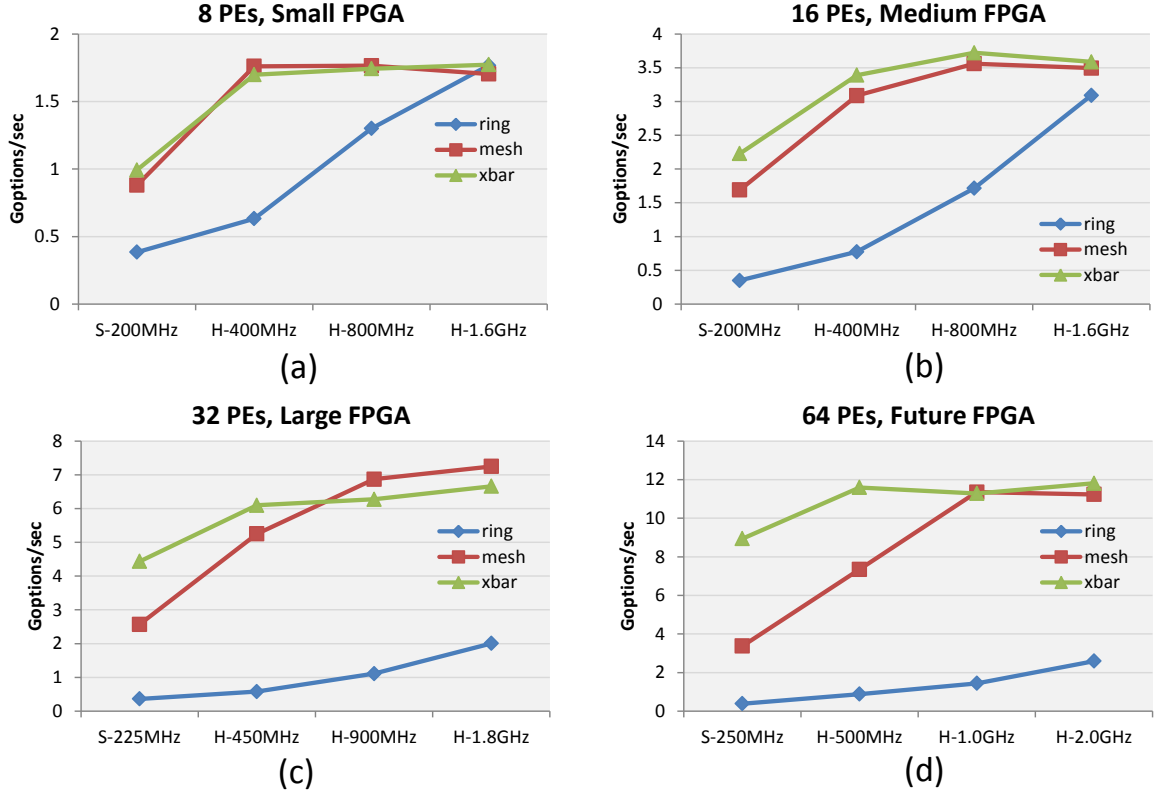 8 PEs, Small FPGA
Goptions/sec
2
1.5
1
0.5
0
ring
mesh
xbar
S-200MHz H-400MHz H-800MHz H-1.6GHz
(a)
16 PEs, Medium FPGA
Goptions/sec
4
3.5
3
2.5
2
1.5
1
0.5
0
ring
mesh
xbar
S-200MHz H-400MHz H-800MHz H-1.6GHz
(b)
32 PEs, Large FPGA
Goptions/sec
8
7
6
5
4
3
2
1
0
ring
mesh
xbar
S-225MHz H-450MHz H-900MHz H-1.8GHz
(c)
64 PEs, Future FPGA
Goptions/sec
14
12
10
8
6
4
2
0
ring
mesh
xbar
S-250MHz H-500MHz H-1.0GHz H-2.0GHz
(d)